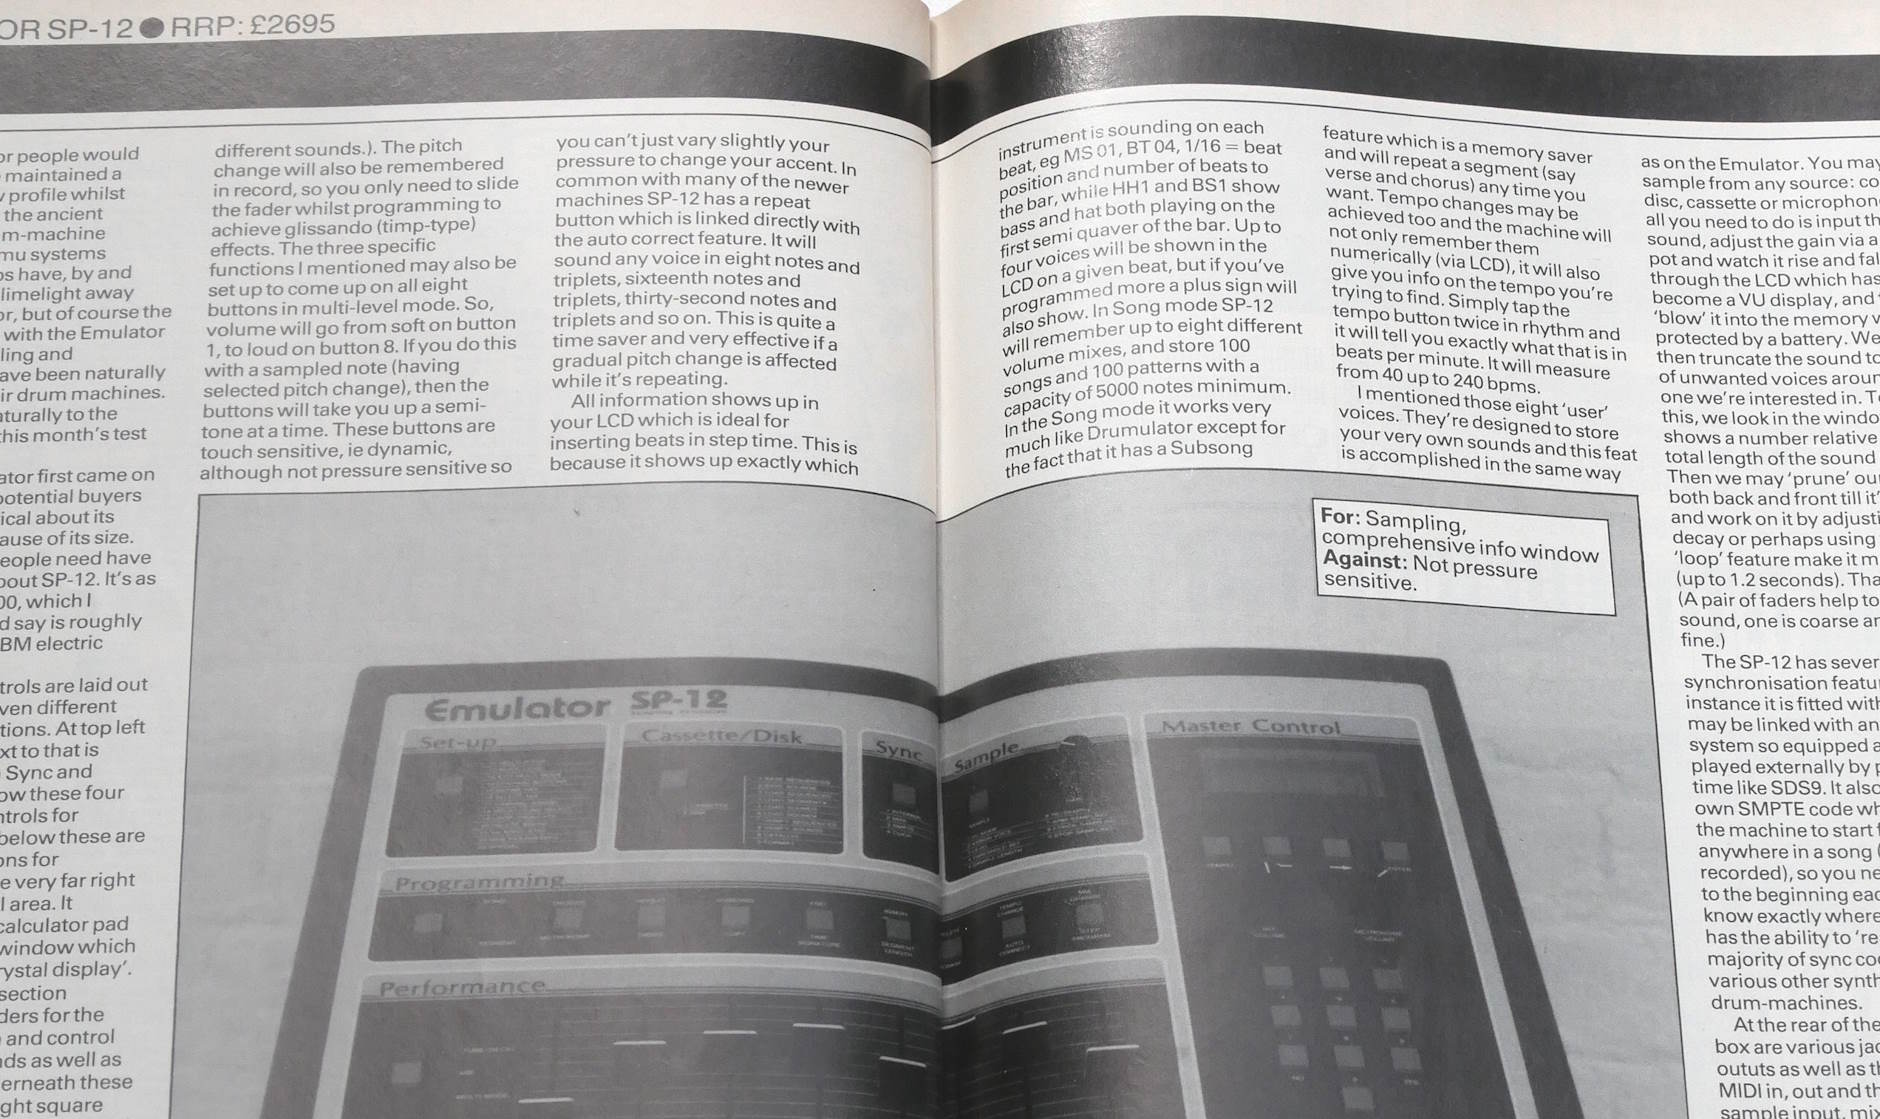 OR SP-12 ● RRP: £2695
or people would
maintained a
profile whilst
the ancient
m-machine
mu systems
os have, by and
limelight away
or, but of course the
with the Emulator
ling and
ave been naturally
ir drum machines.
aturally to the
this month's test
ator first came on
potential buyers
ical about its
ause of its size.
eople need have
bout SP-12. It's as
00, which I
d say is roughly
BM electric
trols are laid out
ven different
tions. At top left
xt to that is
Sync and
ow these four
ntrols for
below these are
ons for
e very far right
l area. It
calculator pad
window which
rystal display'.
section
ders for the
and control
nds as well as
erneath these
ght square
different sounds.). The pitch
change will also be remembered
in record, so you only need to slide
the fader whilst programming to
achieve glissando (timp-type)
effects. The three specific
functions I mentioned may also be
set up to come up on all eight
buttons in multi-level mode. So,
volume will go from soft on button
1, to loud on button 8. If you do this
with a sampled note (having
selected pitch change), then the
buttons will take you up a semi-
tone at a time. These buttons are
touch sensitive, ie dynamic,
although not pressure sensitive so
you can't just vary slightly your
pressure to change your accent. In
common with many of the newer
machines SP-12 has a repeat
button which is linked directly with
the auto correct feature. It will
sound any voice in eight notes and
triplets, sixteenth notes and
triplets, thirty-second notes and
triplets and so on. This is quite a
time saver and very effective if a
gradual pitch change is affected
while it's repeating.
All information shows up in
your LCD which is ideal for
inserting beats in step time. This is
because it shows up exactly which
instrument is sounding on each
beat, eg MS 01, BT 04, 1/16 = beat
position and number of beats to
the bar, while HH1 and BS1 show
bass and hat both playing on the
first semi quaver of the bar. Up to
four voices will be shown in the
LCD on a given beat, but if you've
programmed more a plus sign will
also show. In Song mode SP-12
will remember up to eight different
volume mixes, and store 100
songs and 100 patterns with a
capacity of 5000 notes minimum.
In the Song mode it works very
much like Drumulator except for
the fact that it has a Subsong
feature which is a memory saver
and will repeat a segment (say
verse and chorus) any time you
want. Tempo changes may be
achieved too and the machine will
not only remember them
numerically (via LCD), it will also
give you info on the tempo you're
trying to find. Simply tap the
tempo button twice in rhythm and
it will tell you exactly what that is in
beats per minute. It will measure
from 40 up to 240 bpms.
I mentioned those eight 'user'
voices. They're designed to store
your very own sounds and this feat
is accomplished in the same way
as on the Emulator. You may
sample from any source: co
disc, cassette or microphon
all you need to do is input th
sound, adjust the gain via a
pot and watch it rise and fal
through the LCD which has
become a VU display, and
'blow' it into the memory w
protected by a battery. We
then truncate the sound to
of unwanted voices aroun
one we're interested in. To
this, we look in the windo
shows a number relative
total length of the sound
Then we may 'prune' our
both back and front till it'
and work on it by adjusti
decay or perhaps using
'loop' feature make it m
(up to 1.2 seconds). Tha
(A pair of faders help to
sound, one is coarse an
fine.)
The SP-12 has sever
synchronisation featur
instance it is fitted with
may be linked with an
system so equipped a
played externally by p
time like SDS9. It also
own SMPTE code wh
the machine to start f
anywhere in a song (
recorded), so you ne
to the beginning eac
know exactly where
has the ability to 're
majority of sync cod
various other synth
drum-machines.
At the rear of the
box are various jac
oututs as well as th
MIDI in, out and th
sample input, mix
For: Sampling,
comprehensive info window
Against: Not pressure
sensitive.
Emulator SP-12
Set-up
Cassette/Disk
Sync
Sample
Master Control
Programming
Performance